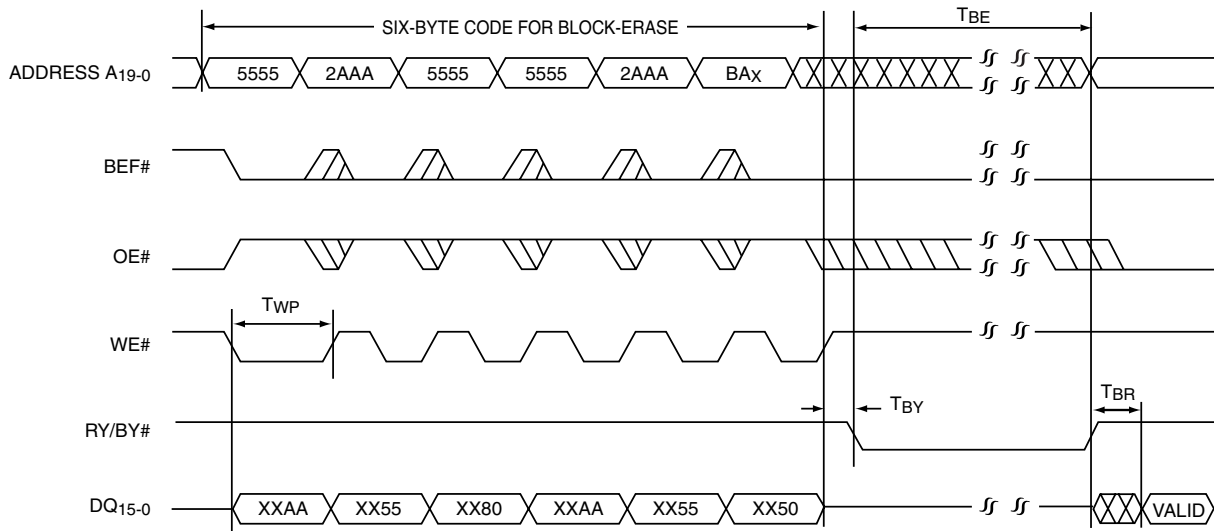 SIX-BYTE CODE FOR BLOCK-ERASE
TBE
ADDRESS A19-0 5555 2AAA 5555 5555 2AAA BAX
BEF#
OE#
TWP
WE#
TBY
TBR
RY/BY#
DQ15-0 XXAA XX55 XX80 XXAA XX55 XX50 VALID